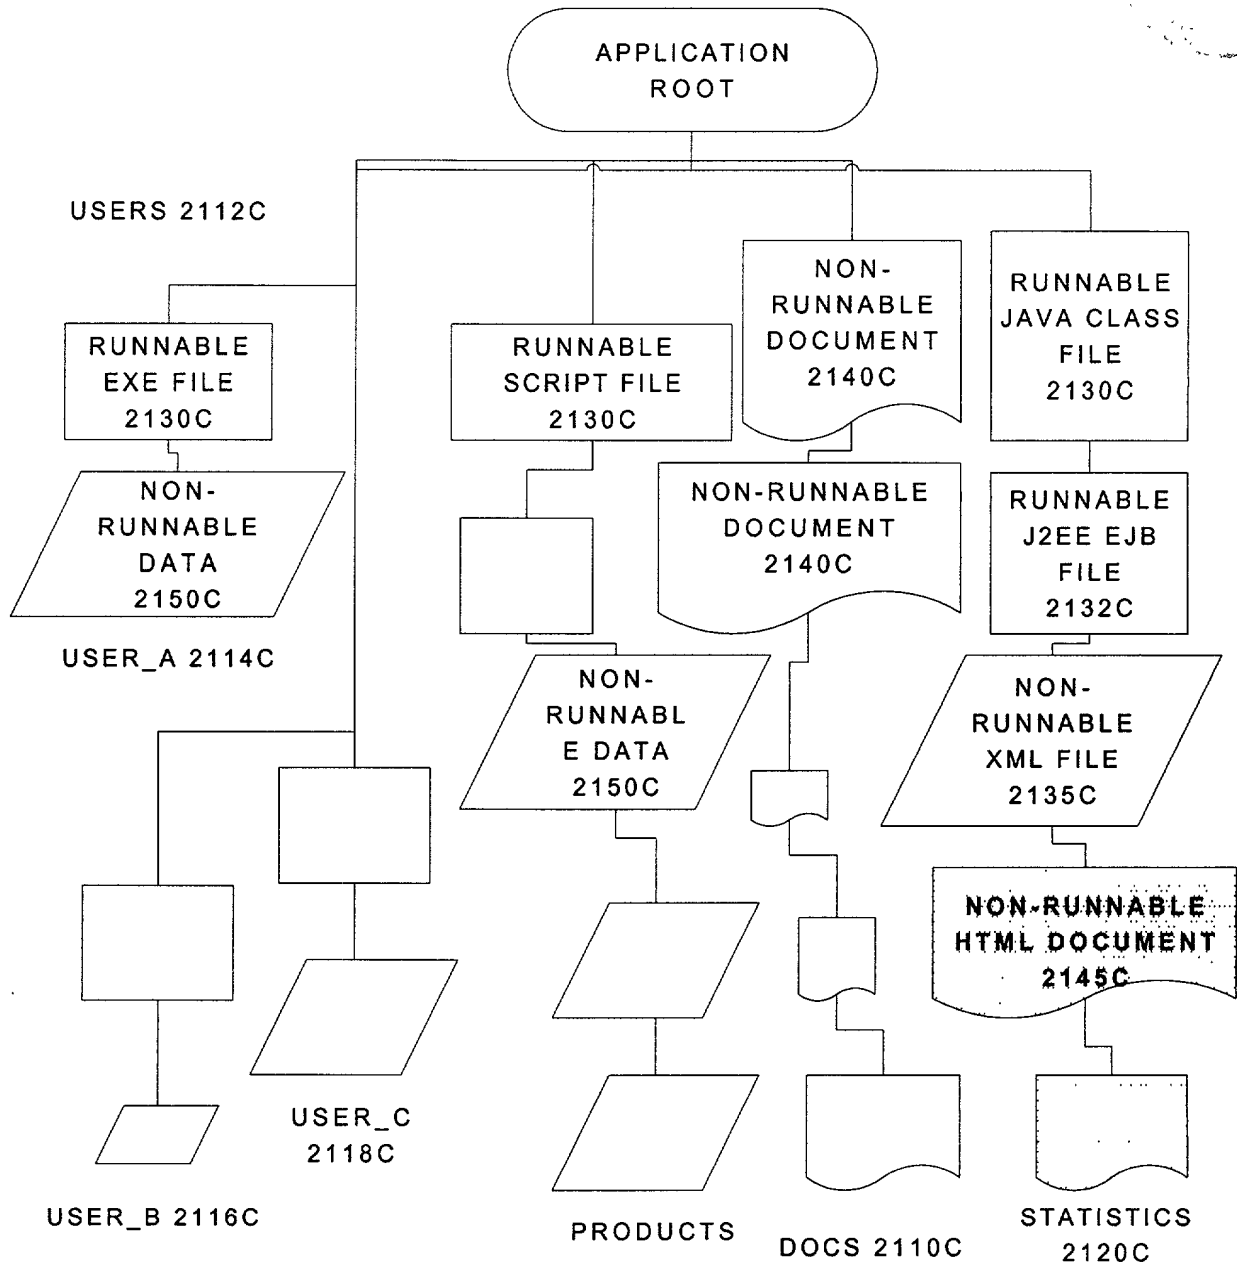 APPLICATION
ROOT
USERS 2112C
RUNNABLE
EXE FILE
2130C
NON-
RUNNABLE
DATA
2150C
USER_A 2114C
RUNNABLE
SCRIPT FILE
2130C
NON-
RUNNABL
E DATA
2150C
NON-
RUNNABLE
DOCUMENT
2140C
NON-RUNNABLE
DOCUMENT
2140C
RUNNABLE
JAVA CLASS
FILE
2130C
RUNNABLE
J2EE EJB
FILE
2132C
NON-
RUNNABLE
XML FILE
2135C
NON-RUNNABLE
HTML DOCUMENT
2145C
USER_B 2116C
USER_C
2118C
PRODUCTS
DOCS 2110C
STATISTICS
2120C